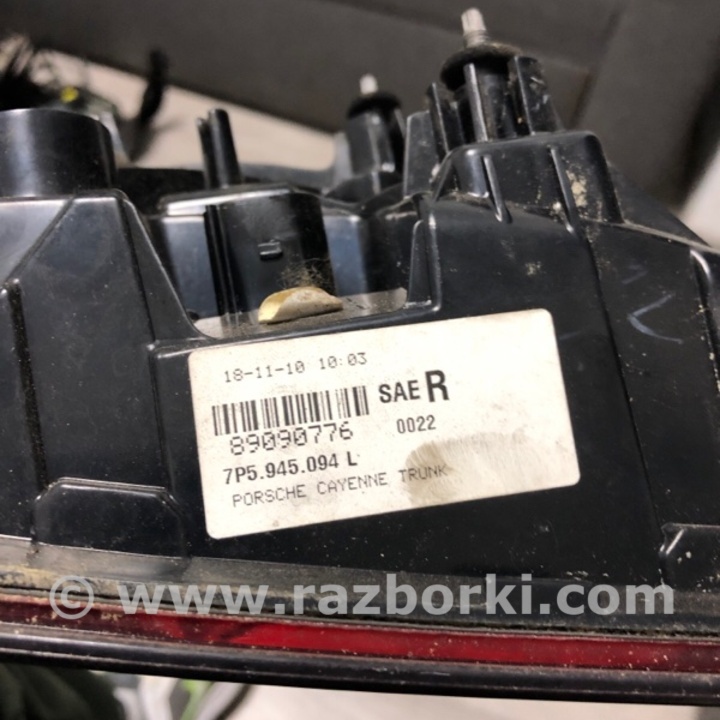 18-11-10 10:03
SAE R
89090776 0022
7P5.945.094 L
PORSCHE CAYENNE TRUNK
© www.razborki.com